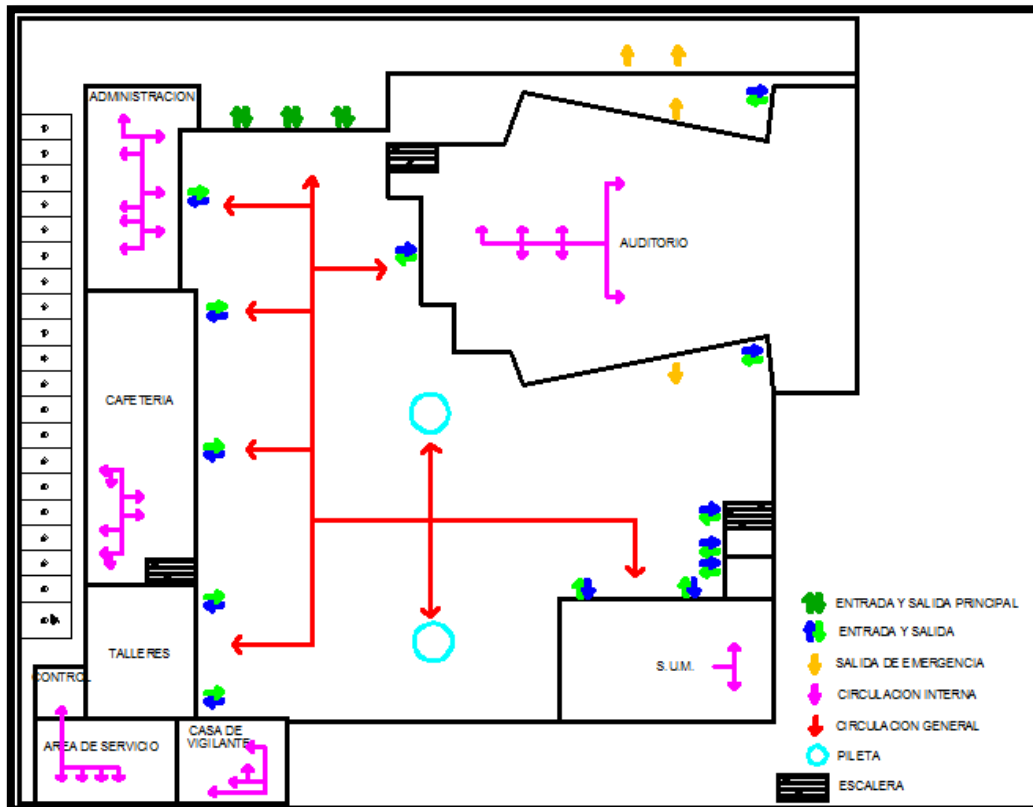 ADMINISTRACION
AUDITORIO
CAFETERIA
TALLERES
S.U.M.
CONTROL
AREA DE SERVICIO
CASA DE
VIGILANTE
ENTRADA Y SALIDA PRINCIPAL
ENTRADA Y SALIDA
SALIDA DE EMERGENCIA
CIRCULACION INTERNA
CIRCULACION GENERAL
PILETA
ESCALERA